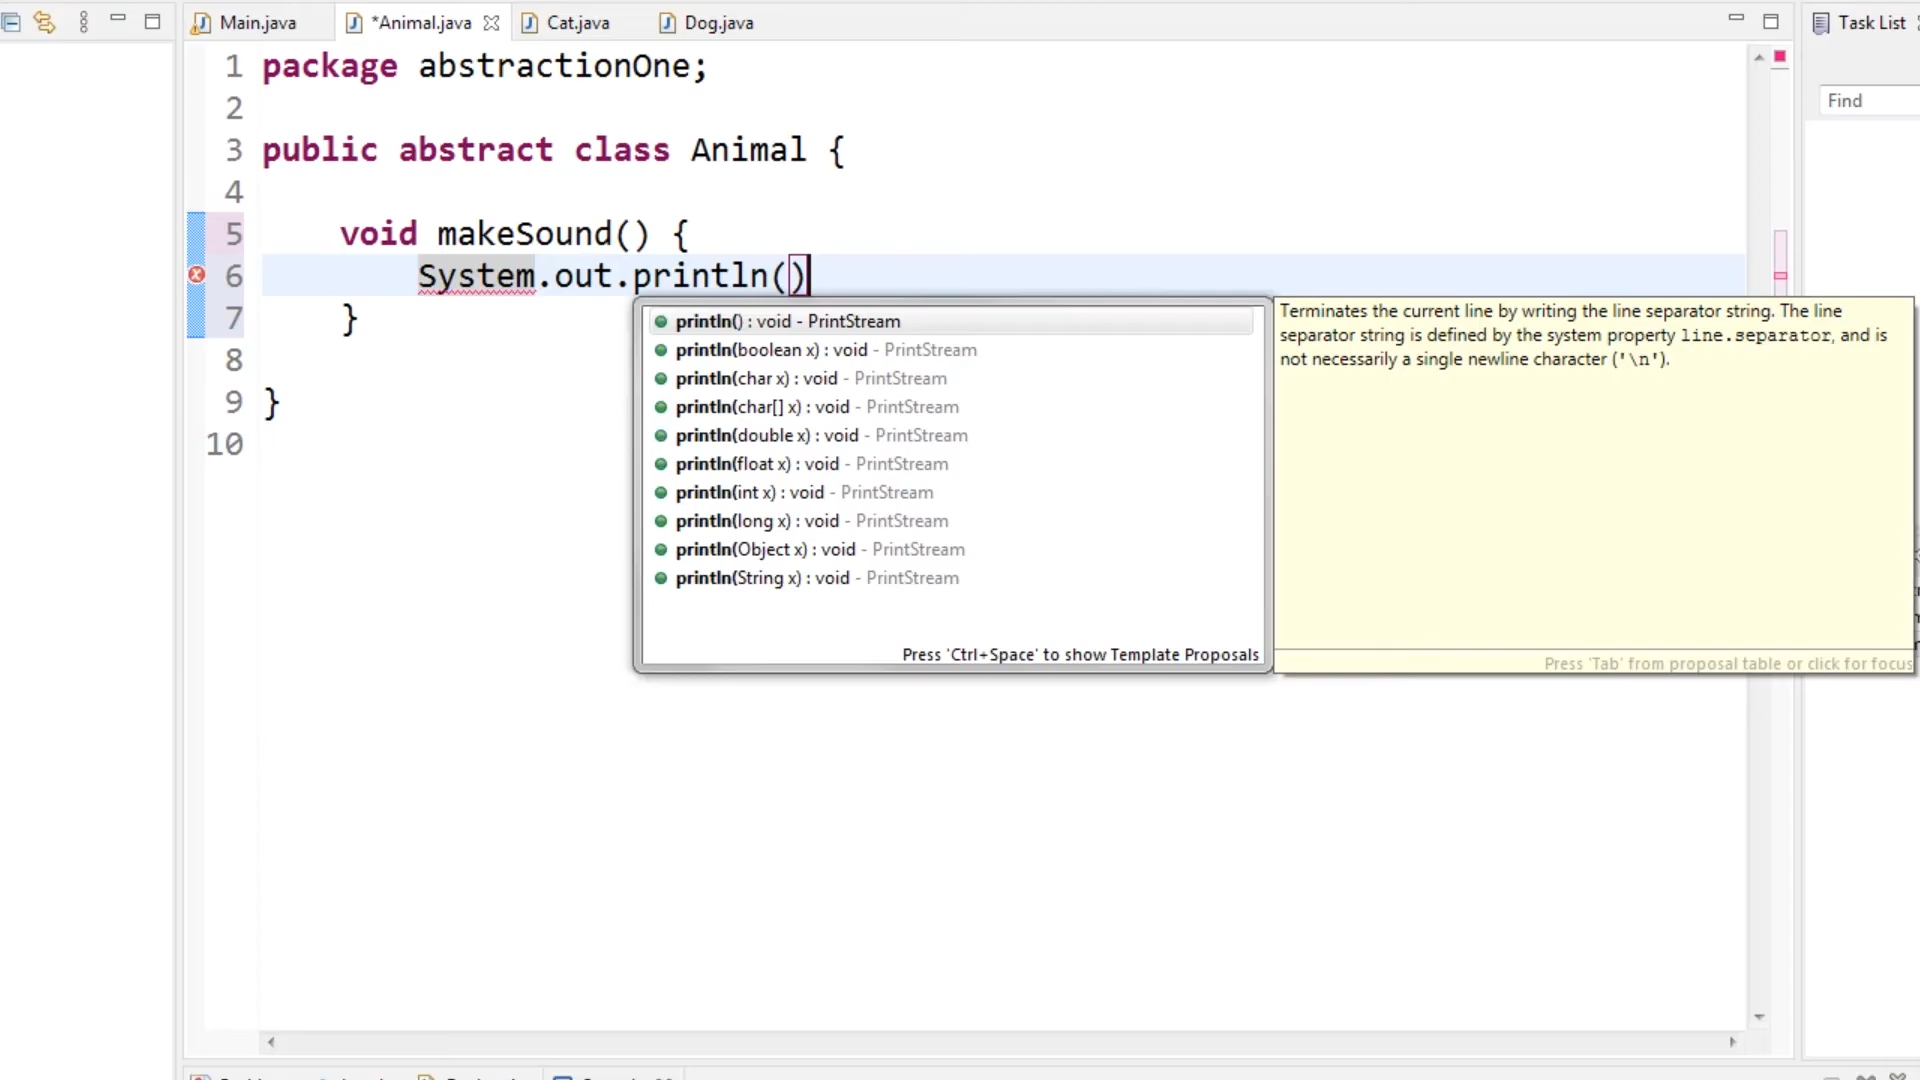 Main.java
*Animal.java
Cat.java
Dog.java
Task List
Find
1 package abstractionOne;
2
3 public abstract class Animal {
4
5 void makeSound() {
6 System.out.println()
7 }
8
9 }
10
println() : void - PrintStream
println(boolean x) : void - PrintStream
println(char x) : void - PrintStream
println(char[] x) : void - PrintStream
println(double x) : void - PrintStream
println(float x) : void - PrintStream
println(int x) : void - PrintStream
println(long x) : void - PrintStream
println(Object x) : void - PrintStream
println(String x) : void - PrintStream
Press 'Ctrl+Space' to show Template Proposals
Terminates the current line by writing the line separator string. The line
separator string is defined by the system property line.separator, and is
not necessarily a single newline character ('\n').
Press 'Tab' from proposal table or click for focus